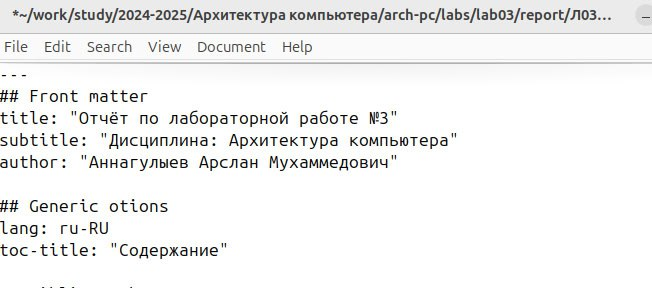 *~/work/study/2024-2025/Архитектура компьютера/arch-pc/labs/lab03/report/Л03...
File Edit Search View Document Help
---
## Front matter
title: "Отчёт по лабораторной работе №3"
subtitle: "Дисциплина: Архитектура компьютера"
author: "Аннагулыев Арслан Мухаммедович"
## Generic otions
lang: ru-RU
toc-title: "Содержание"